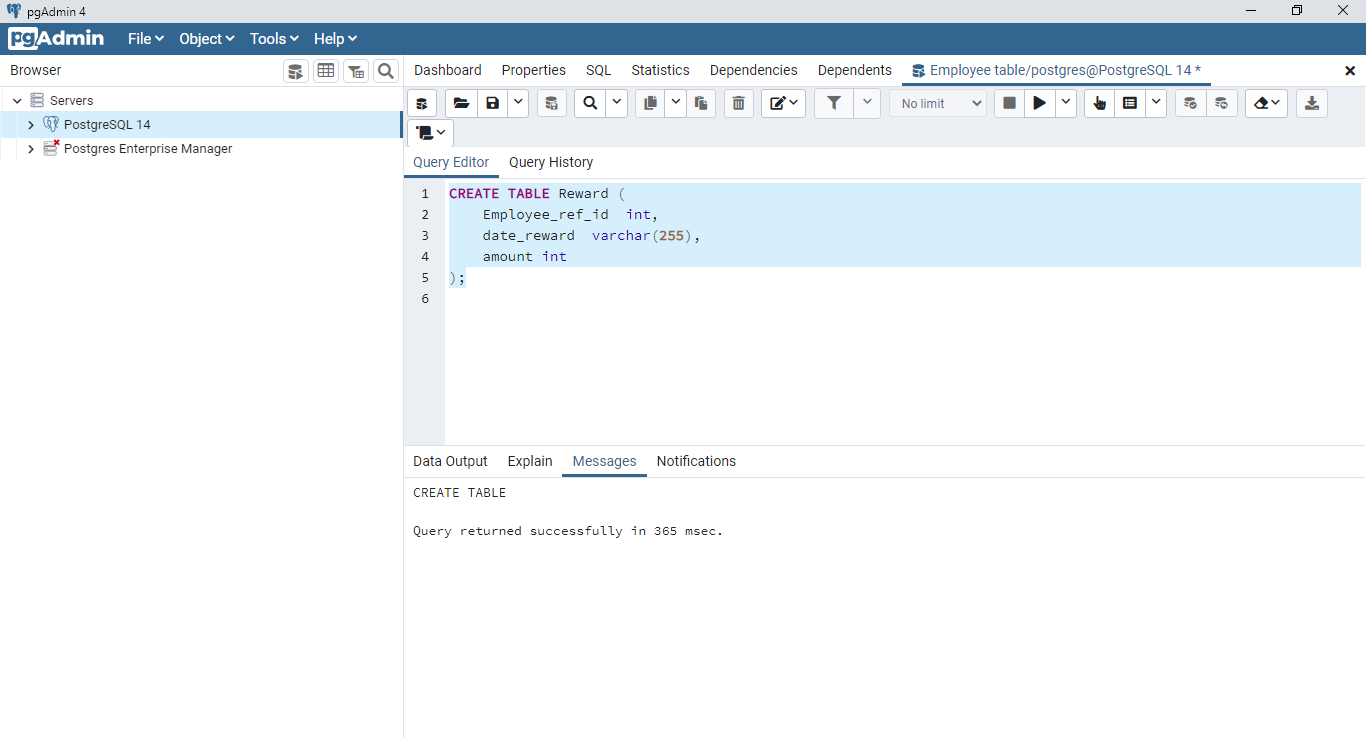 pgAdmin 4
pgAdmin File Object Tools Help
Browser
Dashboard Properties SQL Statistics Dependencies Dependents Employee table/postgres@PostgreSQL 14 *
Servers
PostgreSQL 14
Postgres Enterprise Manager
No limit
Query Editor Query History
1 CREATE TABLE Reward (
2 Employee_ref_id int,
3 date_reward varchar(255),
4 amount int
5 );
6
Data Output Explain Messages Notifications
CREATE TABLE
Query returned successfully in 365 msec.